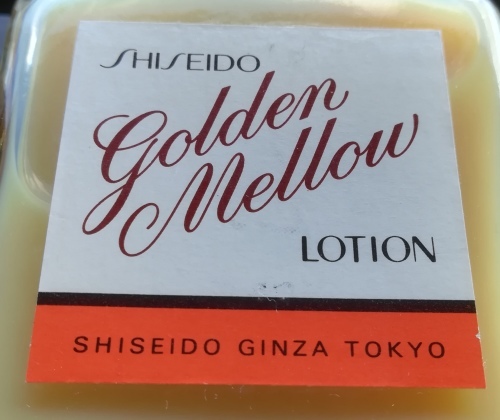 SHISEIDO
Golden
Mellow
LOTION
SHISEIDO GINZA TOKYO